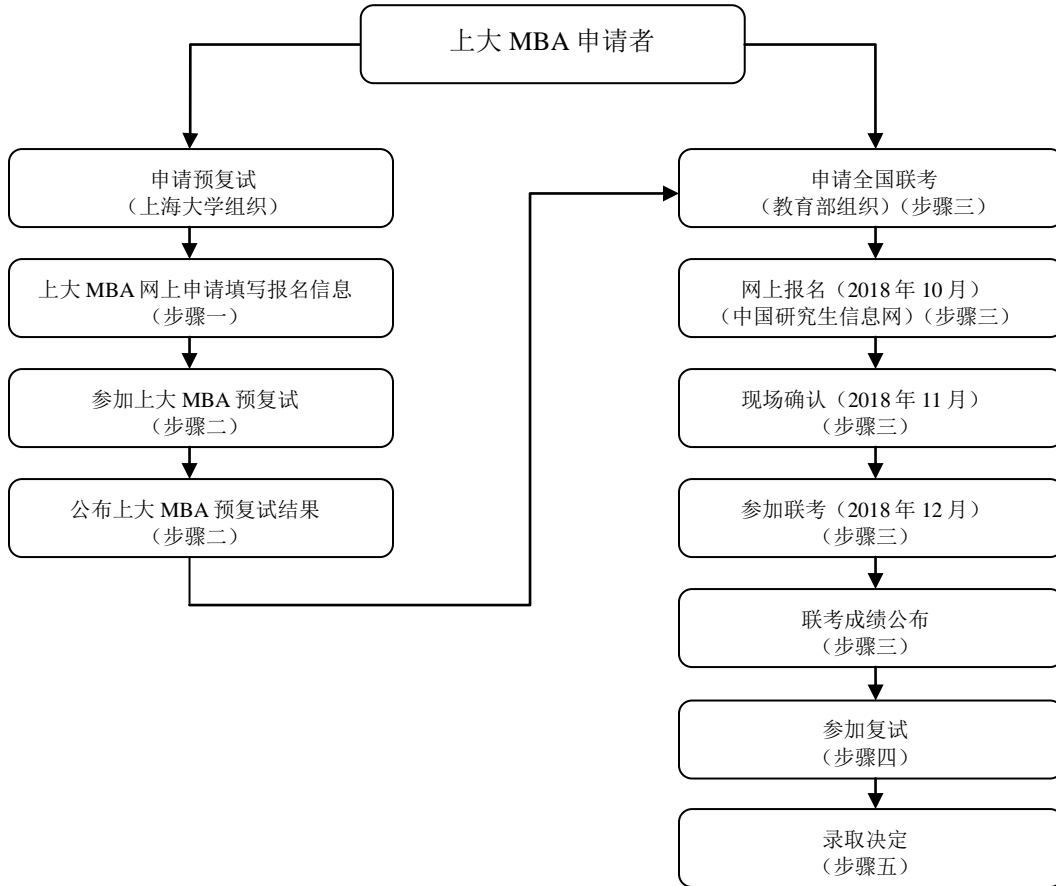 上大 MBA 申请者
申请预复试
（上海大学组织）
上大 MBA 网上申请填写报名信息
（步骤一）
参加上大 MBA 预复试
（步骤二）
公布上大 MBA 预复试结果
（步骤二）
申请全国联考
（教育部组织）（步骤三）
网上报名（2018 年 10 月）
（中国研究生信息网）（步骤三）
现场确认（2018 年 11 月）
（步骤三）
参加联考（2018 年 12 月）
（步骤三）
联考成绩公布
（步骤三）
参加复试
（步骤四）
录取决定
（步骤五）